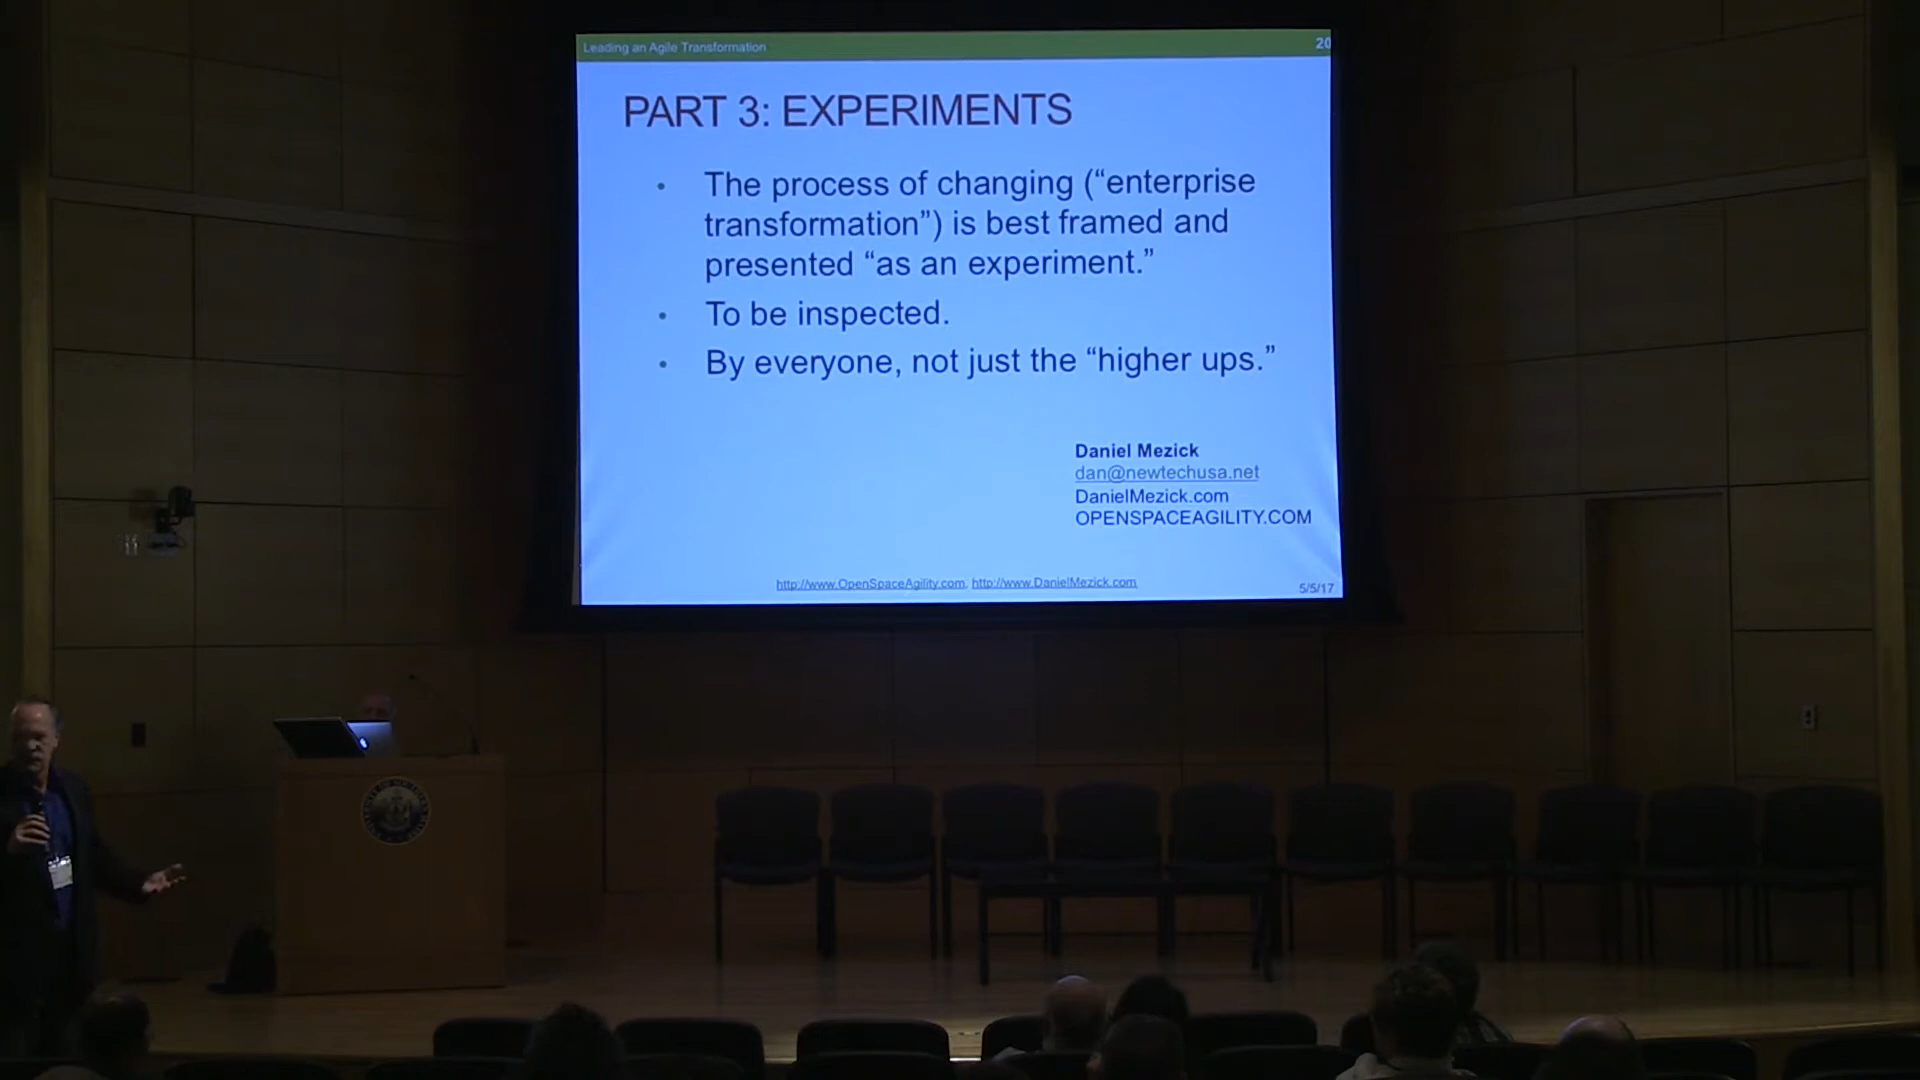 Leading an Agile Transformation
20
PART 3: EXPERIMENTS
• The process of changing (“enterprise
transformation”) is best framed and
presented “as an experiment.”
• To be inspected.
• By everyone, not just the “higher ups.”
Daniel Mezick
dan@newtechusa.net
DanielMezick.com
OPENSPACEAGILITY.COM
http://www.OpenSpaceAgility.com, http://www.DanielMezick.com
5/5/17